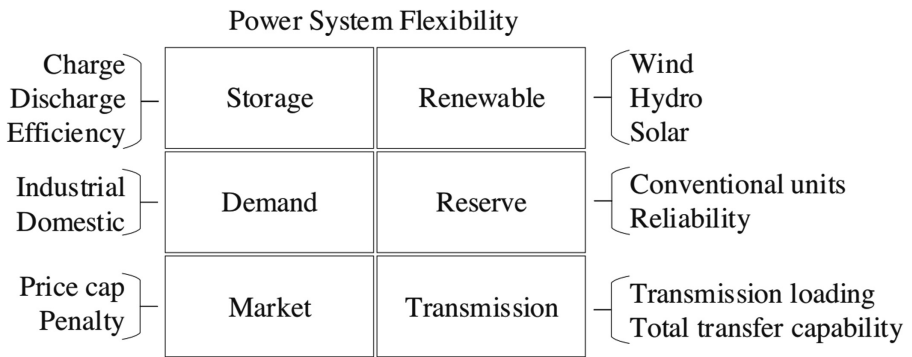 Power System Flexibility
Charge
Discharge
Efficiency
Storage
Renewable
Wind
Hydro
Solar
Industrial
Domestic
Demand
Reserve
Conventional units
Reliability
Price cap
Penalty
Market
Transmission
Transmission loading
Total transfer capability